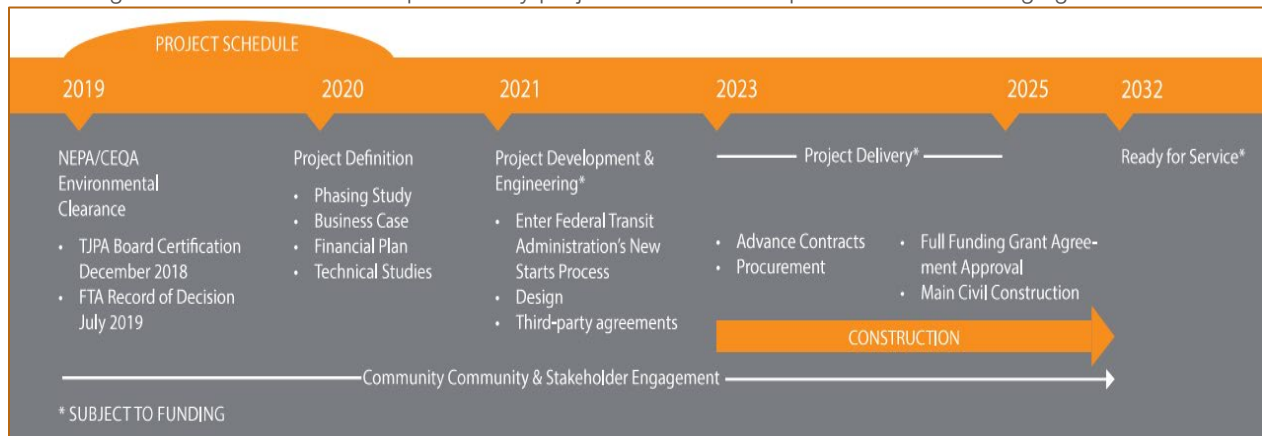 PROJECT SCHEDULE
2019
2020
2021
2023
2025
2032
NEPA/CEQA
Environmental
Clearance
• TJPA Board Certification
December 2018
• FTA Record of Decision
July 2019
Project Definition
• Phasing Study
• Business Case
• Financial Plan
• Technical Studies
Project Development &
Engineering*
• Enter Federal Transit
Administration's New
Starts Process
• Design
• Third-party agreements
Project Delivery*
• Advance Contracts
• Procurement
• Full Funding Grant Agree-
ment Approval
• Main Civil Construction
Ready for Service*
CONSTRUCTION
Community Community & Stakeholder Engagement
* SUBJECT TO FUNDING